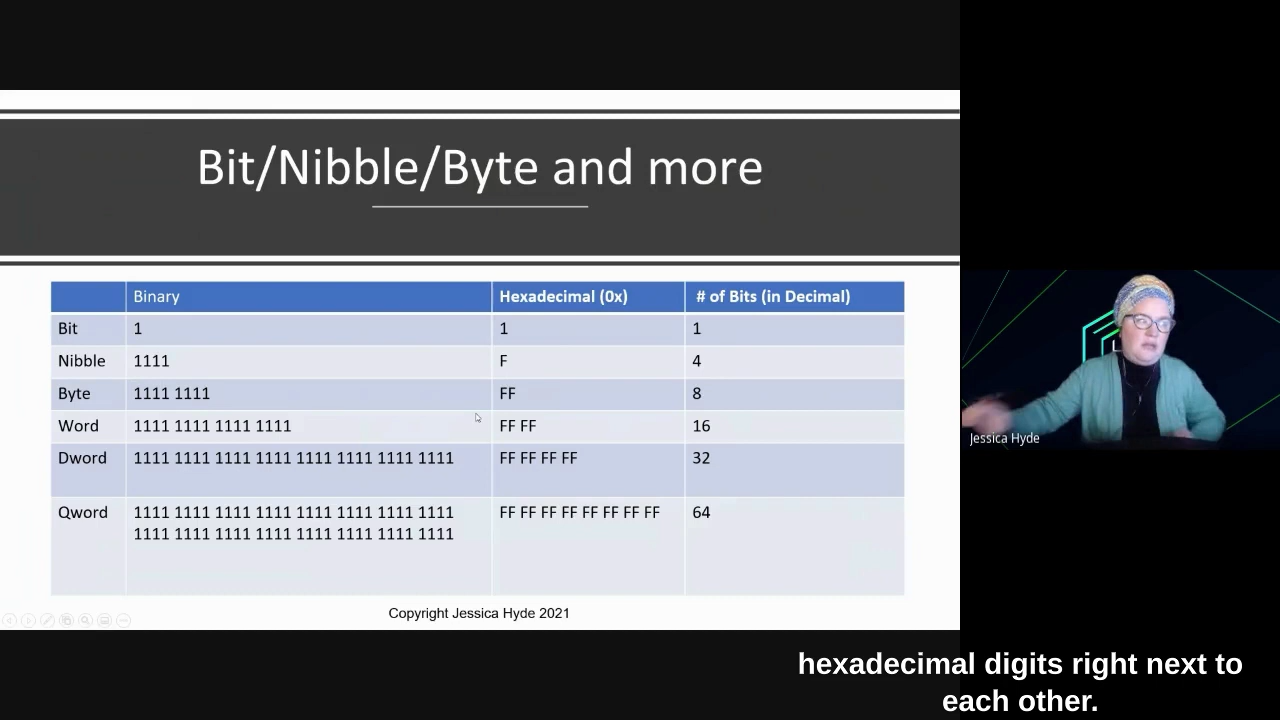 Bit/Nibble/Byte and more
Binary Hexadecimal (0x) # of Bits (in Decimal)
Bit 1 1 1
Nibble 1111 F 4
Byte 1111 1111 FF 8
Word 1111 1111 1111 1111 FF FF 16
Dword 1111 1111 1111 1111 1111 1111 1111 1111 FF FF FF FF 32
Qword 1111 1111 1111 1111 1111 1111 1111 1111 FF FF FF FF FF FF FF FF 64
1111 1111 1111 1111 1111 1111 1111 1111
Copyright Jessica Hyde 2021
Jessica Hyde
hexadecimal digits right next to
each other.